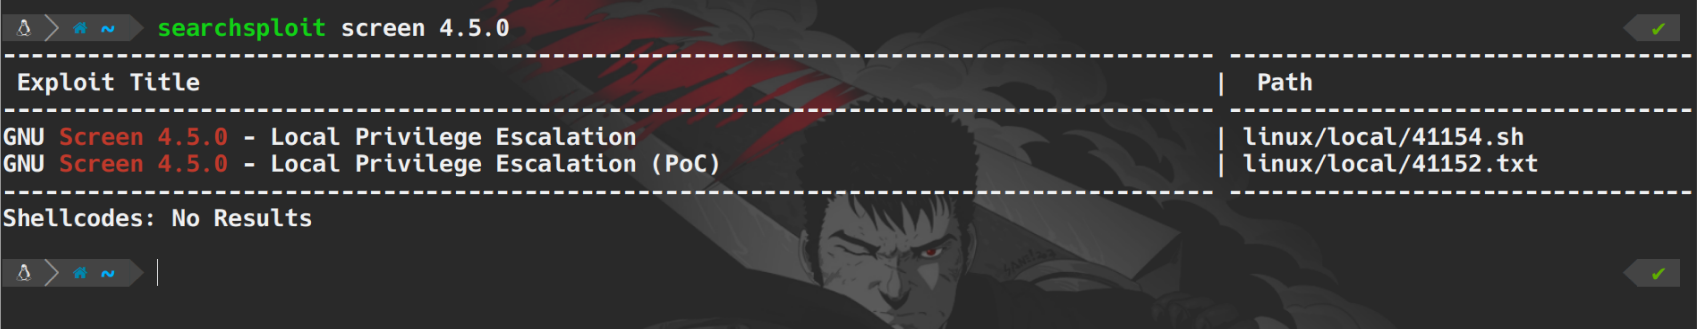 ~ searchsploit screen 4.5.0 ✔
---------------------------------------------------------------------------------------- ---------------------------------
Exploit Title | Path
---------------------------------------------------------------------------------------- ---------------------------------
GNU Screen 4.5.0 - Local Privilege Escalation | linux/local/41154.sh
GNU Screen 4.5.0 - Local Privilege Escalation (PoC) | linux/local/41152.txt
---------------------------------------------------------------------------------------- ---------------------------------
Shellcodes: No Results
~ ✔